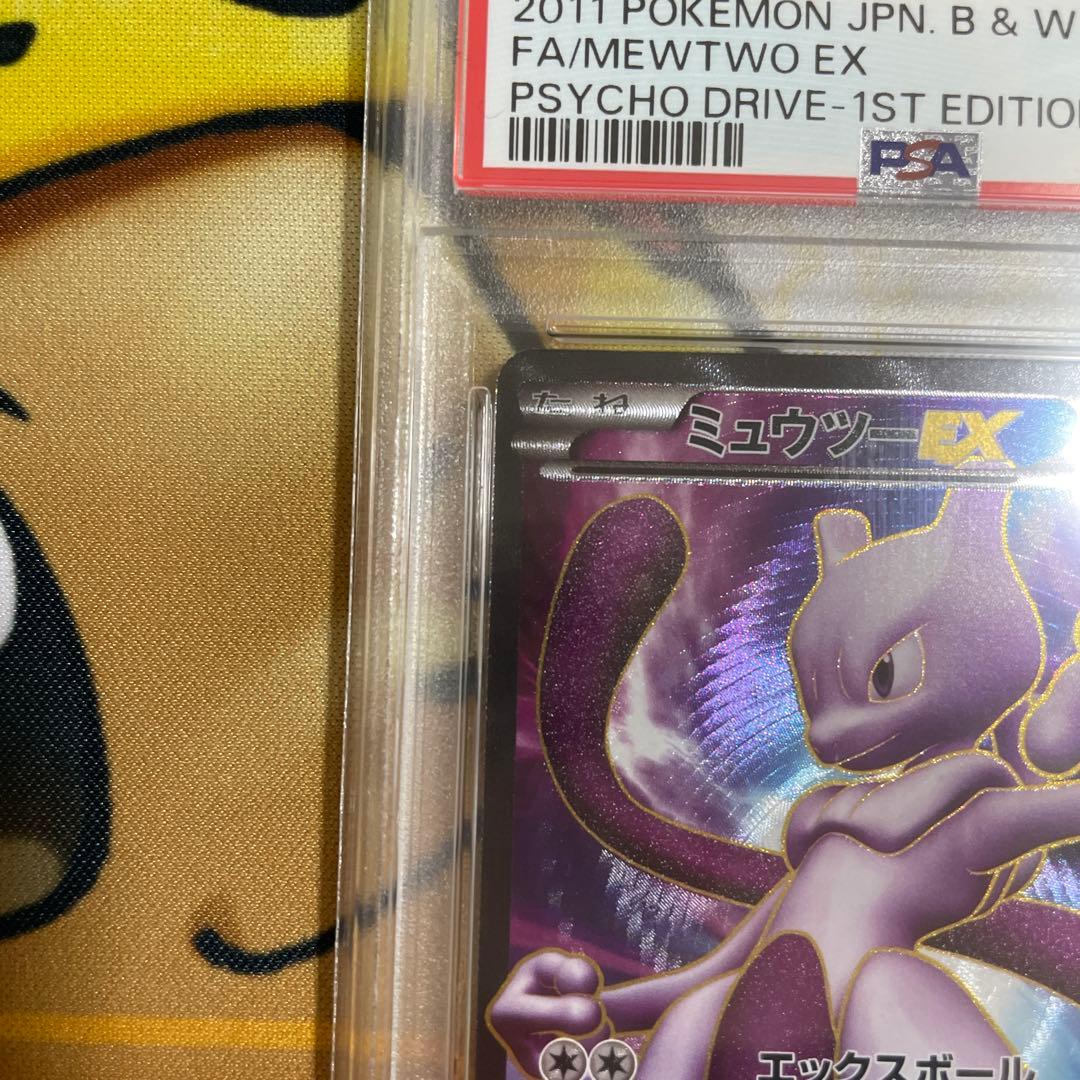 2011 POKEMON JPN. B & W
FA/MEWTWO EX
PSYCHO DRIVE-1ST EDITIO
PSA
たね
ミュウツーEX
エックスボール